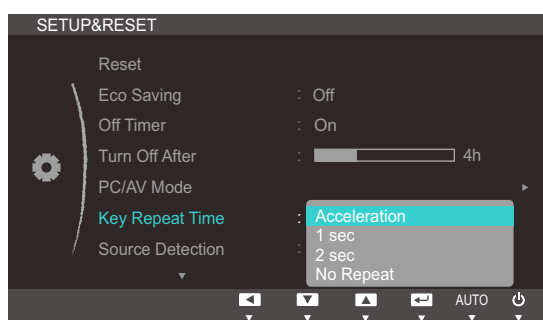 SETUP&RESET
Reset
Eco Saving : Off
Off Timer : On
Turn Off After : 4h
PC/AV Mode
Key Repeat Time : Acceleration
1 sec
Source Detection : 2 sec
No Repeat
AUTO